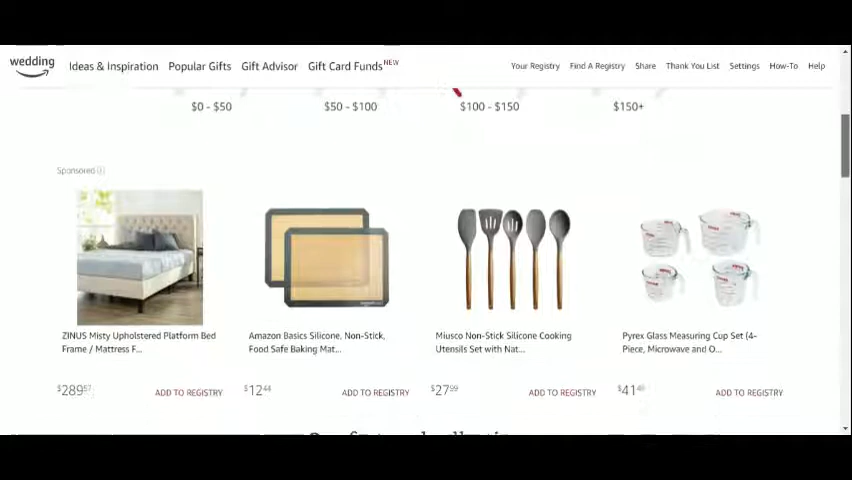 wedding
Ideas & Inspiration Popular Gifts Gift Advisor Gift Card Funds NEW
Your Registry Find A Registry Share Thank You List Settings How-To Help
$0 - $50 $50 - $100 $100 - $150 $150+
Sponsored
ZINUS Misty Upholstered Platform Bed
Frame / Mattress F...
$289
ADD TO REGISTRY
Amazon Basics Silicone, Non-Stick,
Food Safe Baking Mat...
$12
ADD TO REGISTRY
Miusco Non-Stick Silicone Cooking
Utensils Set with Nat...
$27 99
ADD TO REGISTRY
Pyrex Glass Measuring Cup Set (4-
Piece, Microwave and O...
$41
ADD TO REGISTRY